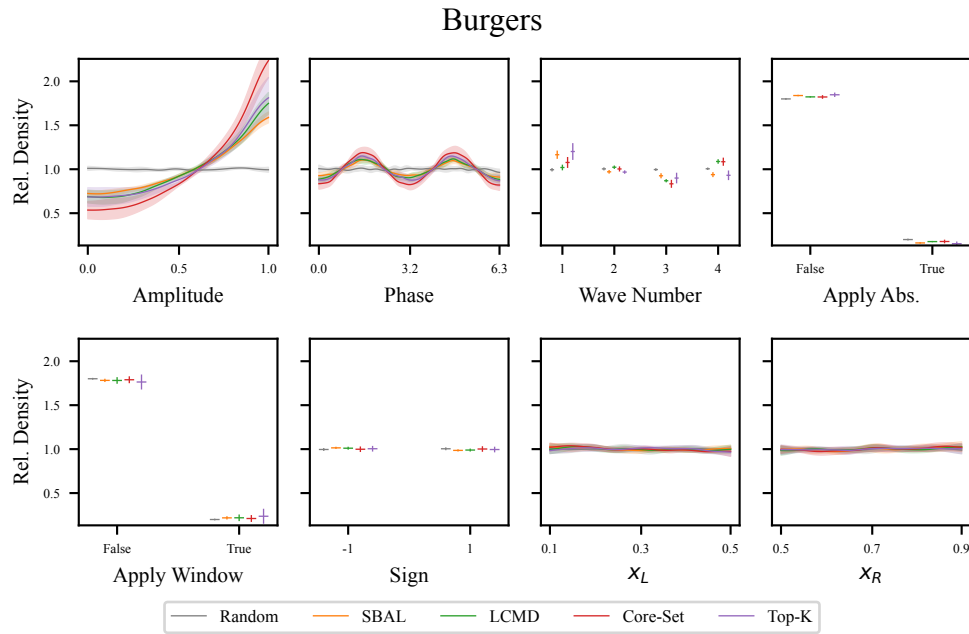 Burgers
Rel. Density
2.0
1.5
1.0
0.5
0.0 0.5 1.0
Amplitude
0.0 3.2 6.3
Phase
1 2 3 4
Wave Number
False True
Apply Abs.
Rel. Density
2.0
1.5
1.0
0.5
False True
Apply Window
-1 1
Sign
0.1 0.3 0.5
x_L
0.5 0.7 0.9
x_R
Random SBAL LCMD Core-Set Top-K